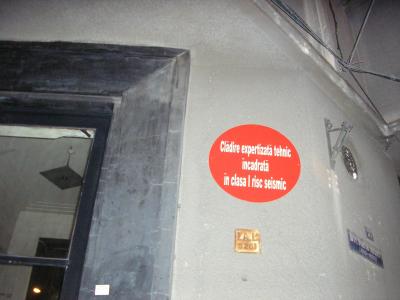 Clădire expertizată tehnic
încadrată
în clasa I risc seismic